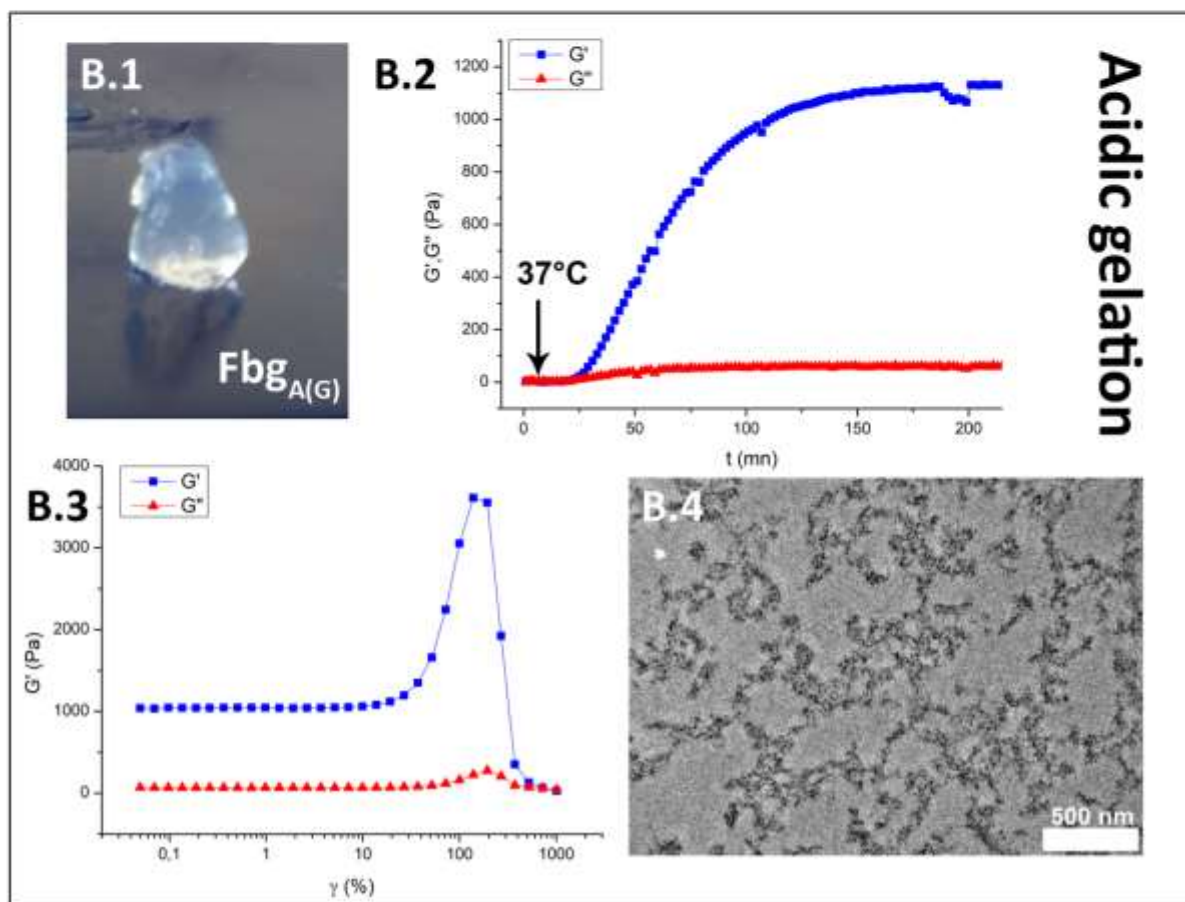 B.1
Fbg A(G)
B.2
G'
G''
1200
1000
800
600
400
200
0
G',G'' (Pa)
37°C
0
50
100
150
200
t (mn)
Acidic gelation
B.3
G'
G''
4000
3000
2000
1000
0
G' (Pa)
0,1
1
10
100
1000
γ (%)
B.4
500 nm